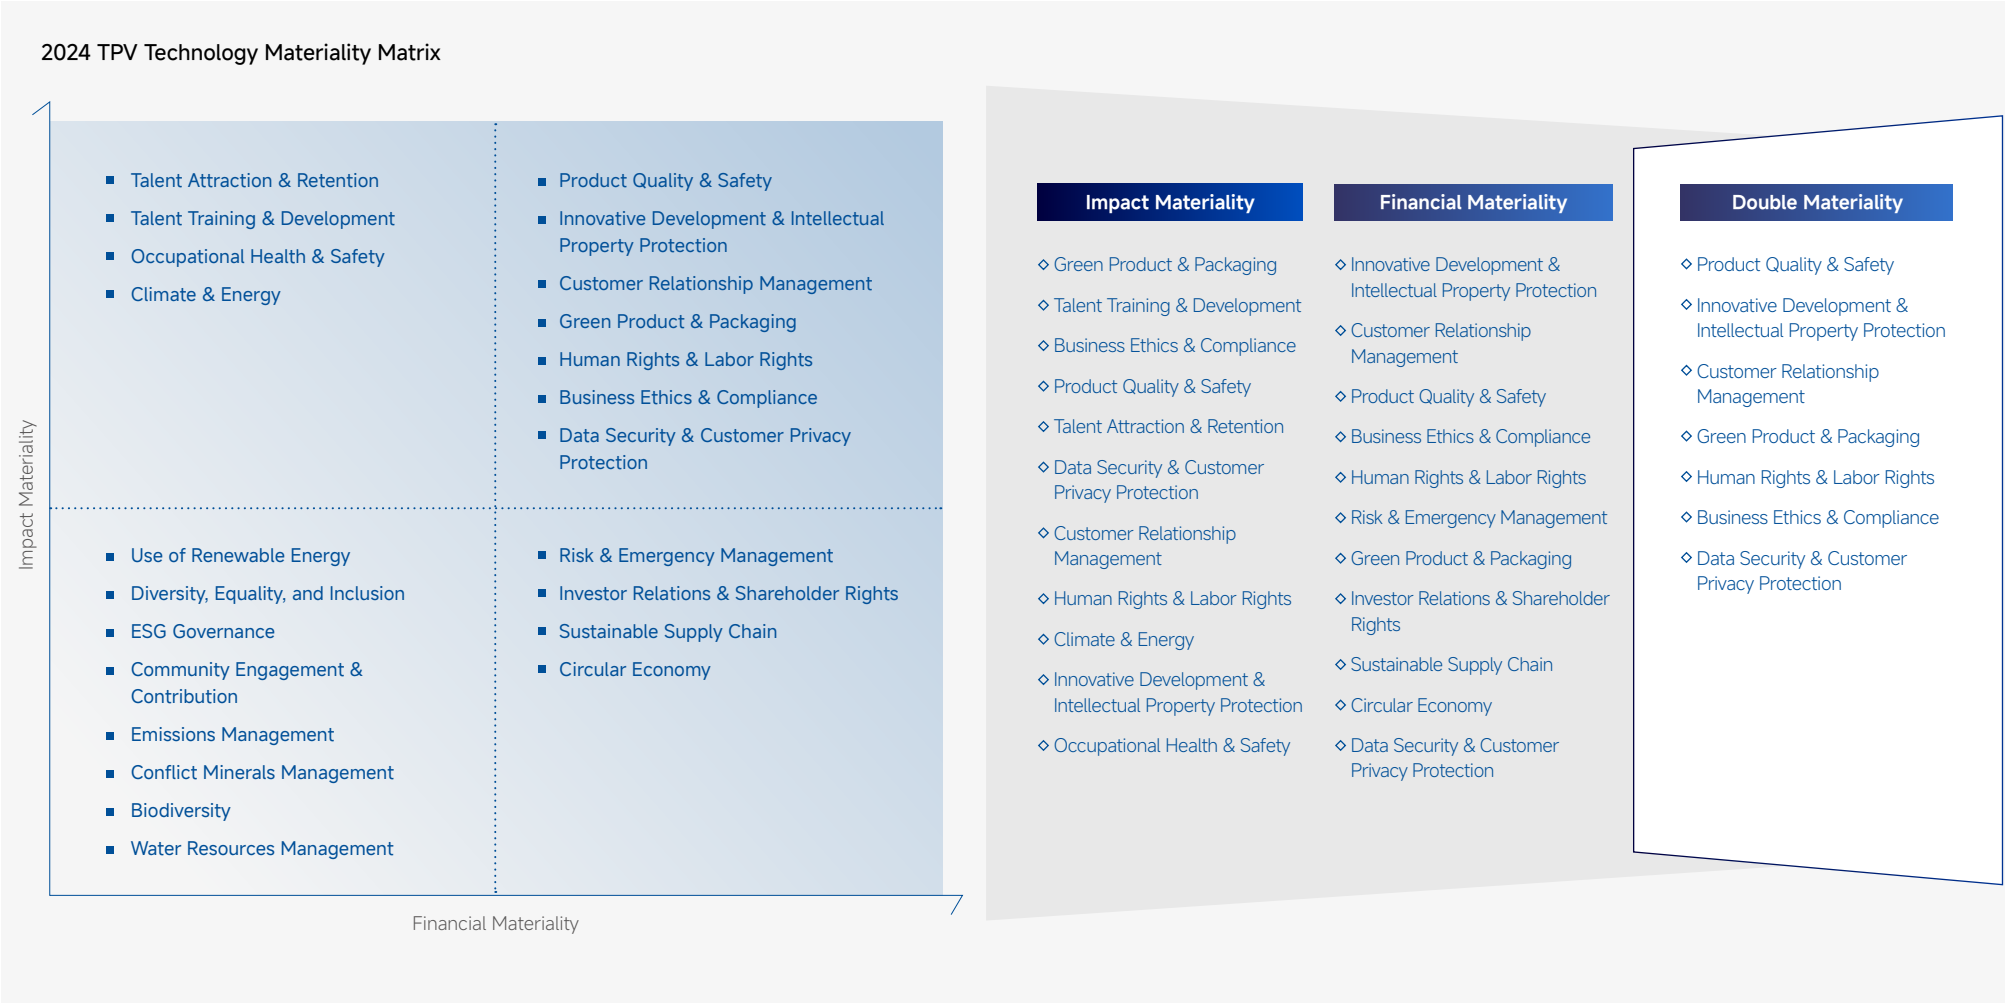 2024 TPV Technology Materiality Matrix
Impact Materiality
Talent Attraction & Retention
Talent Training & Development
Occupational Health & Safety
Climate & Energy
Product Quality & Safety
Innovative Development & Intellectual
Property Protection
Customer Relationship Management
Green Product & Packaging
Human Rights & Labor Rights
Business Ethics & Compliance
Data Security & Customer Privacy
Protection
Use of Renewable Energy
Diversity, Equality, and Inclusion
ESG Governance
Community Engagement &
Contribution
Emissions Management
Conflict Minerals Management
Biodiversity
Water Resources Management
Risk & Emergency Management
Investor Relations & Shareholder Rights
Sustainable Supply Chain
Circular Economy
Financial Materiality
Impact Materiality
Green Product & Packaging
Talent Training & Development
Business Ethics & Compliance
Product Quality & Safety
Talent Attraction & Retention
Data Security & Customer
Privacy Protection
Customer Relationship
Management
Human Rights & Labor Rights
Climate & Energy
Innovative Development &
Intellectual Property Protection
Occupational Health & Safety
Financial Materiality
Innovative Development &
Intellectual Property Protection
Customer Relationship
Management
Product Quality & Safety
Business Ethics & Compliance
Human Rights & Labor Rights
Risk & Emergency Management
Green Product & Packaging
Investor Relations & Shareholder
Rights
Sustainable Supply Chain
Circular Economy
Data Security & Customer
Privacy Protection
Double Materiality
Product Quality & Safety
Innovative Development &
Intellectual Property Protection
Customer Relationship
Management
Green Product & Packaging
Human Rights & Labor Rights
Business Ethics & Compliance
Data Security & Customer
Privacy Protection